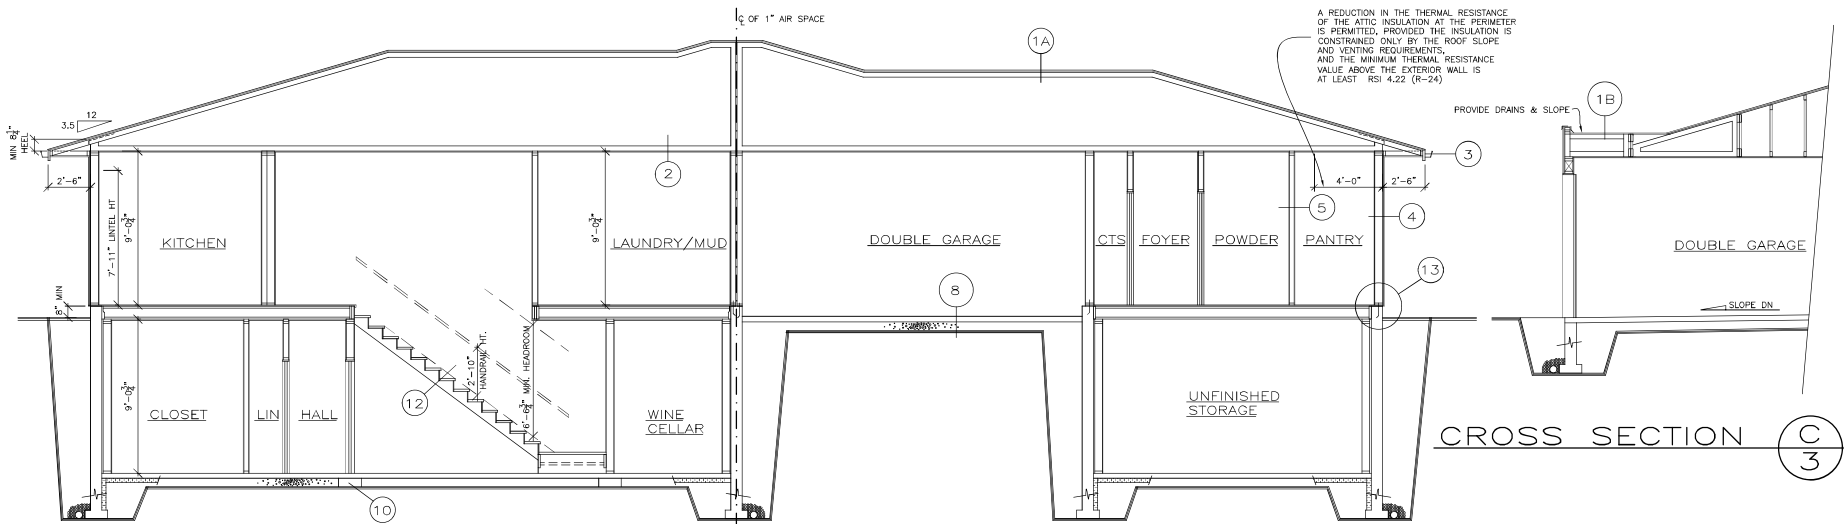 ℄ OF 1" AIR SPACE
A REDUCTION IN THE THERMAL RESISTANCE
OF THE ATTIC INSULATION AT THE PERIMETER
IS PERMITTED, PROVIDED THE INSULATION IS
CONSTRAINED ONLY BY THE ROOF SLOPE
AND VENTING REQUIREMENTS,
AND THE MINIMUM THERMAL RESISTANCE
VALUE ABOVE THE EXTERIOR WALL IS
AT LEAST RSI 4.22 (R-24)
1A
1B
PROVIDE DRAINS & SLOPE
12
3.5
MIN 8¼"
HEEL
2
3
2'-6"
4'-0"
2'-6"
7'-11" LINTEL HT
9'-0¾"
9'-0¾"
5
4
KITCHEN
LAUNDRY/MUD
DOUBLE GARAGE
CTS
FOYER
POWDER
PANTRY
DOUBLE GARAGE
13
8" MIN
8
SLOPE DN
9'-0¾"
2'-10"
HANDRAIL HT.
6'-6¾" MIN. HEADROOM
12
CLOSET
LIN
HALL
WINE
CELLAR
UNFINISHED
STORAGE
10
CROSS SECTION
C
3